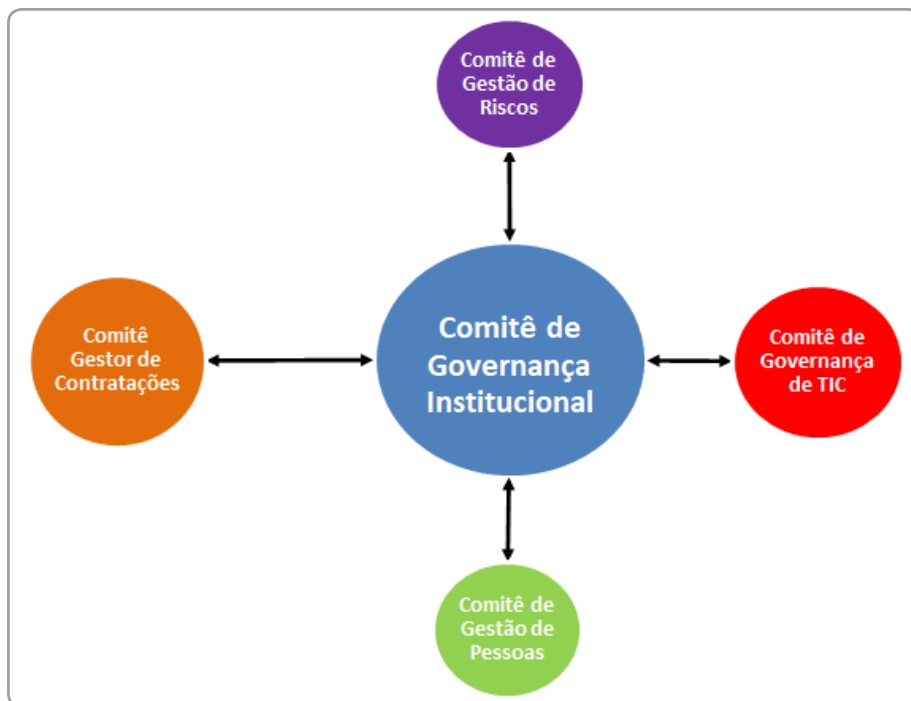 Comitê de
Gestão de
Riscos
Comitê
Gestor de
Contratações
Comitê de
Governança
Institucional
Comitê de
Governança
de TIC
Comitê de
Gestão de
Pessoas